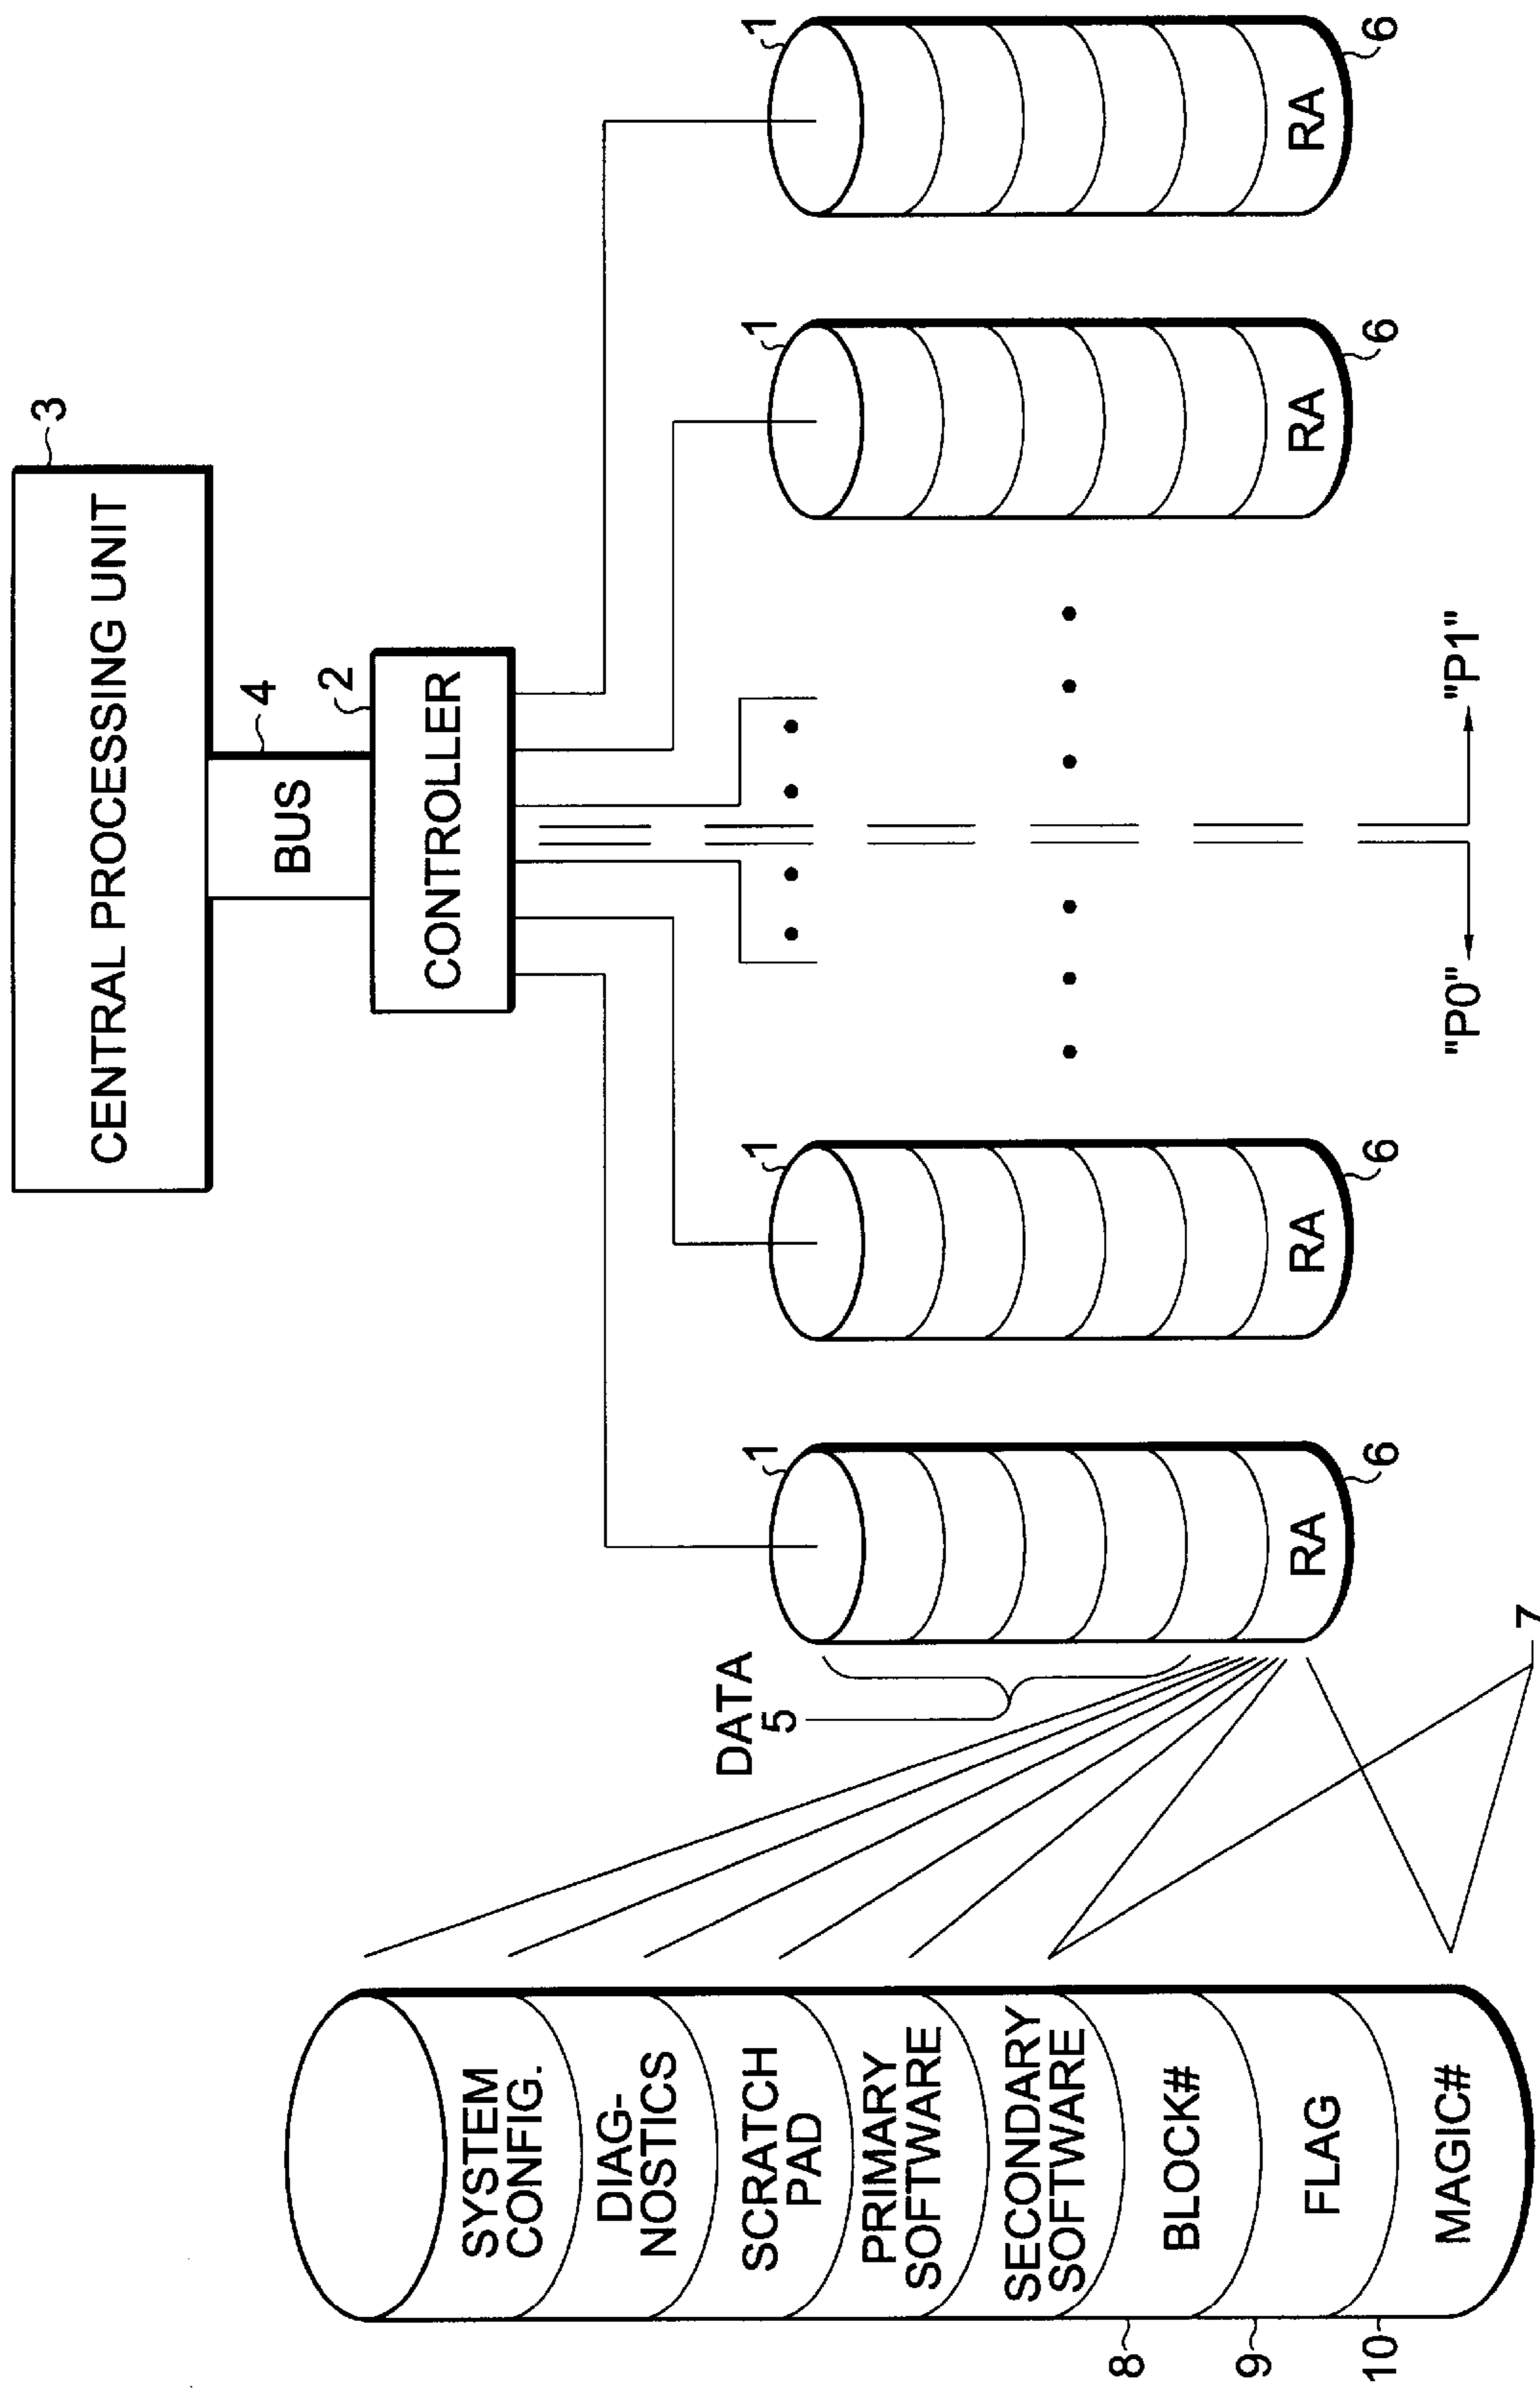 CENTRAL PROCESSING UNIT
3
BUS
4
2
CONTROLLER
1
1
1
1
DATA
5
RA
RA
RA
RA
6
6
6
6
"P0"
"P1"
7
SYSTEM
CONFIG.
DIAG-
NOSTICS
SCRATCH
PAD
PRIMARY
SOFTWARE
SECONDARY
SOFTWARE
8
BLOCK#
9
FLAG
10
MAGIC#